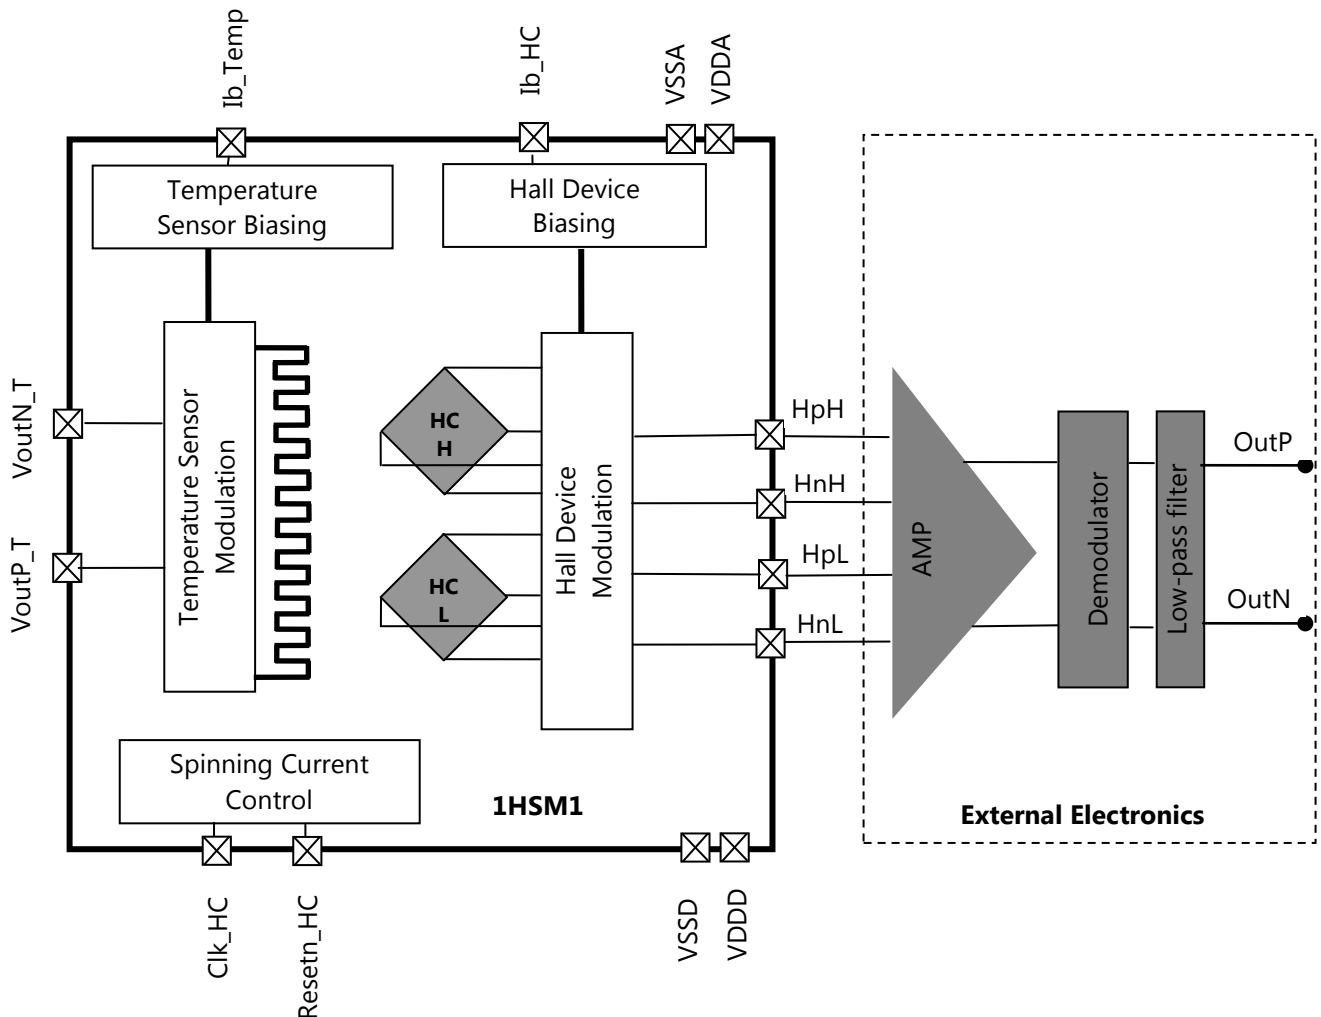 Ib_Temp
Ib_HC
VSSA
VDDA
Temperature
Sensor Biasing
Hall Device
Biasing
VoutN_T
VoutP_T
Temperature Sensor
Modulation
HC
H
HC
L
Hall Device
Modulation
HpH
HnH
HpL
HnL
AMP
Demodulator
Low-pass filter
OutP
OutN
Spinning Current
Control
1HSM1
External Electronics
Clk_HC
Resetn_HC
VSSD
VDDD